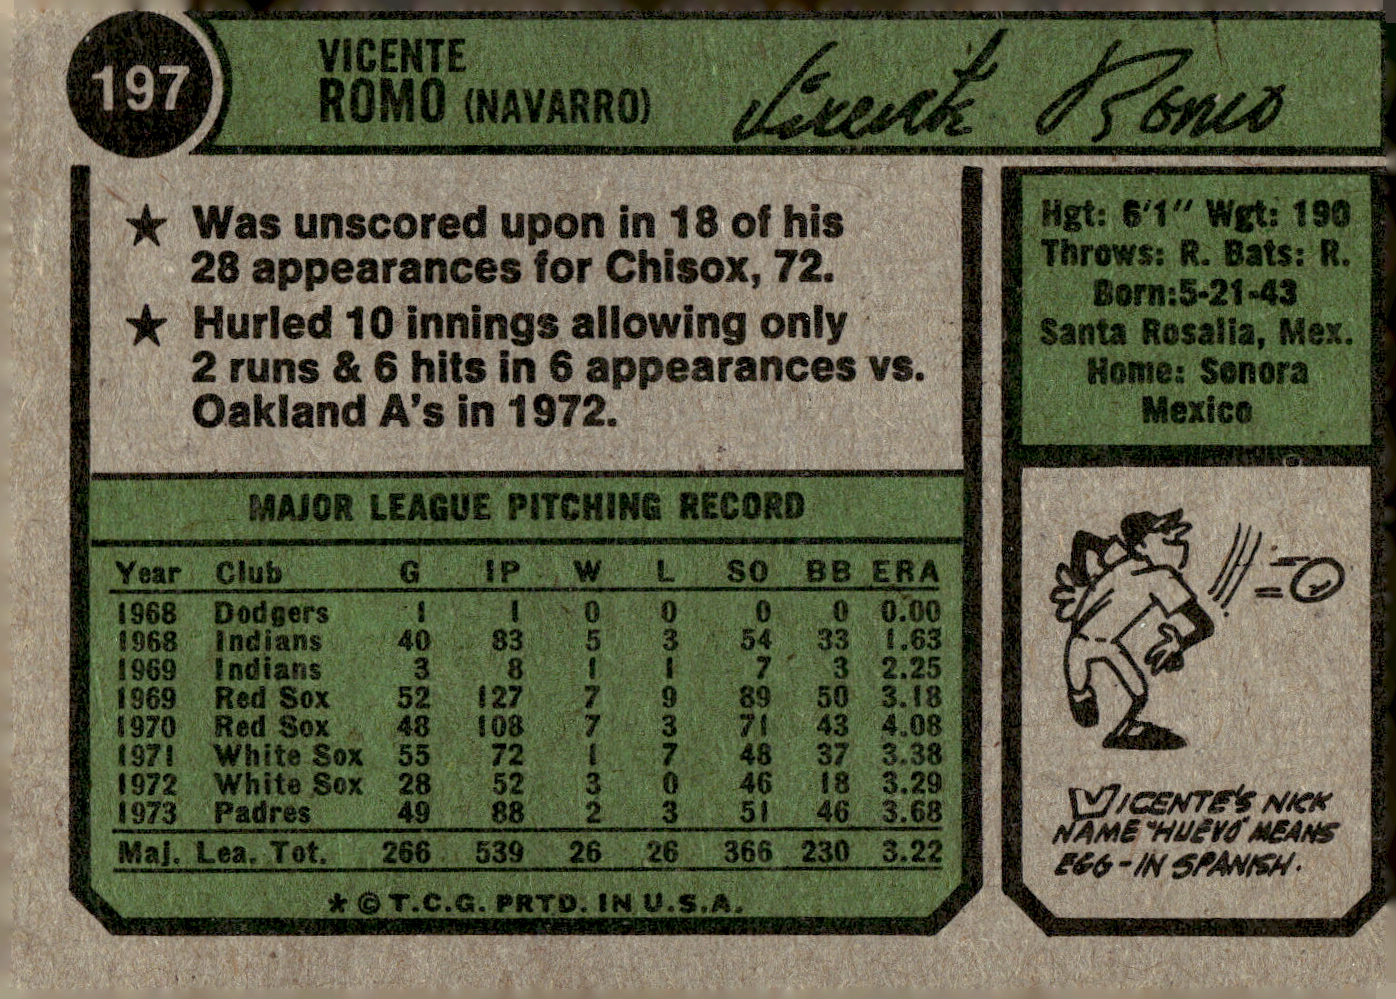 197
VICENTE
ROMO (NAVARRO)
Vicente Romo
★ Was unscored upon in 18 of his
28 appearances for Chisox, 72.
★ Hurled 10 innings allowing only
2 runs & 6 hits in 6 appearances vs.
Oakland A's in 1972.
Hgt: 6'1" Wgt: 190
Throws: R. Bats: R.
Born:5-21-43
Santa Rosalia, Mex.
Home: Sonora
Mexico
MAJOR LEAGUE PITCHING RECORD
Year Club G IP W L SO BB ERA
1968 Dodgers 1 1 0 0 0 0 0.00
1968 Indians 40 83 5 3 54 33 1.63
1969 Indians 3 8 1 1 7 3 2.25
1969 Red Sox 52 127 7 9 89 50 3.18
1970 Red Sox 48 108 7 3 71 43 4.08
1971 White Sox 55 72 1 7 48 37 3.38
1972 White Sox 28 52 3 0 46 18 3.29
1973 Padres 49 88 2 3 51 46 3.68
Maj. Lea. Tot. 266 539 26 26 366 230 3.22
★ © T.C.G. PRTD. IN U.S.A.
VICENTE'S NICK
NAME "HUEVO" MEANS
EGG - IN SPANISH.